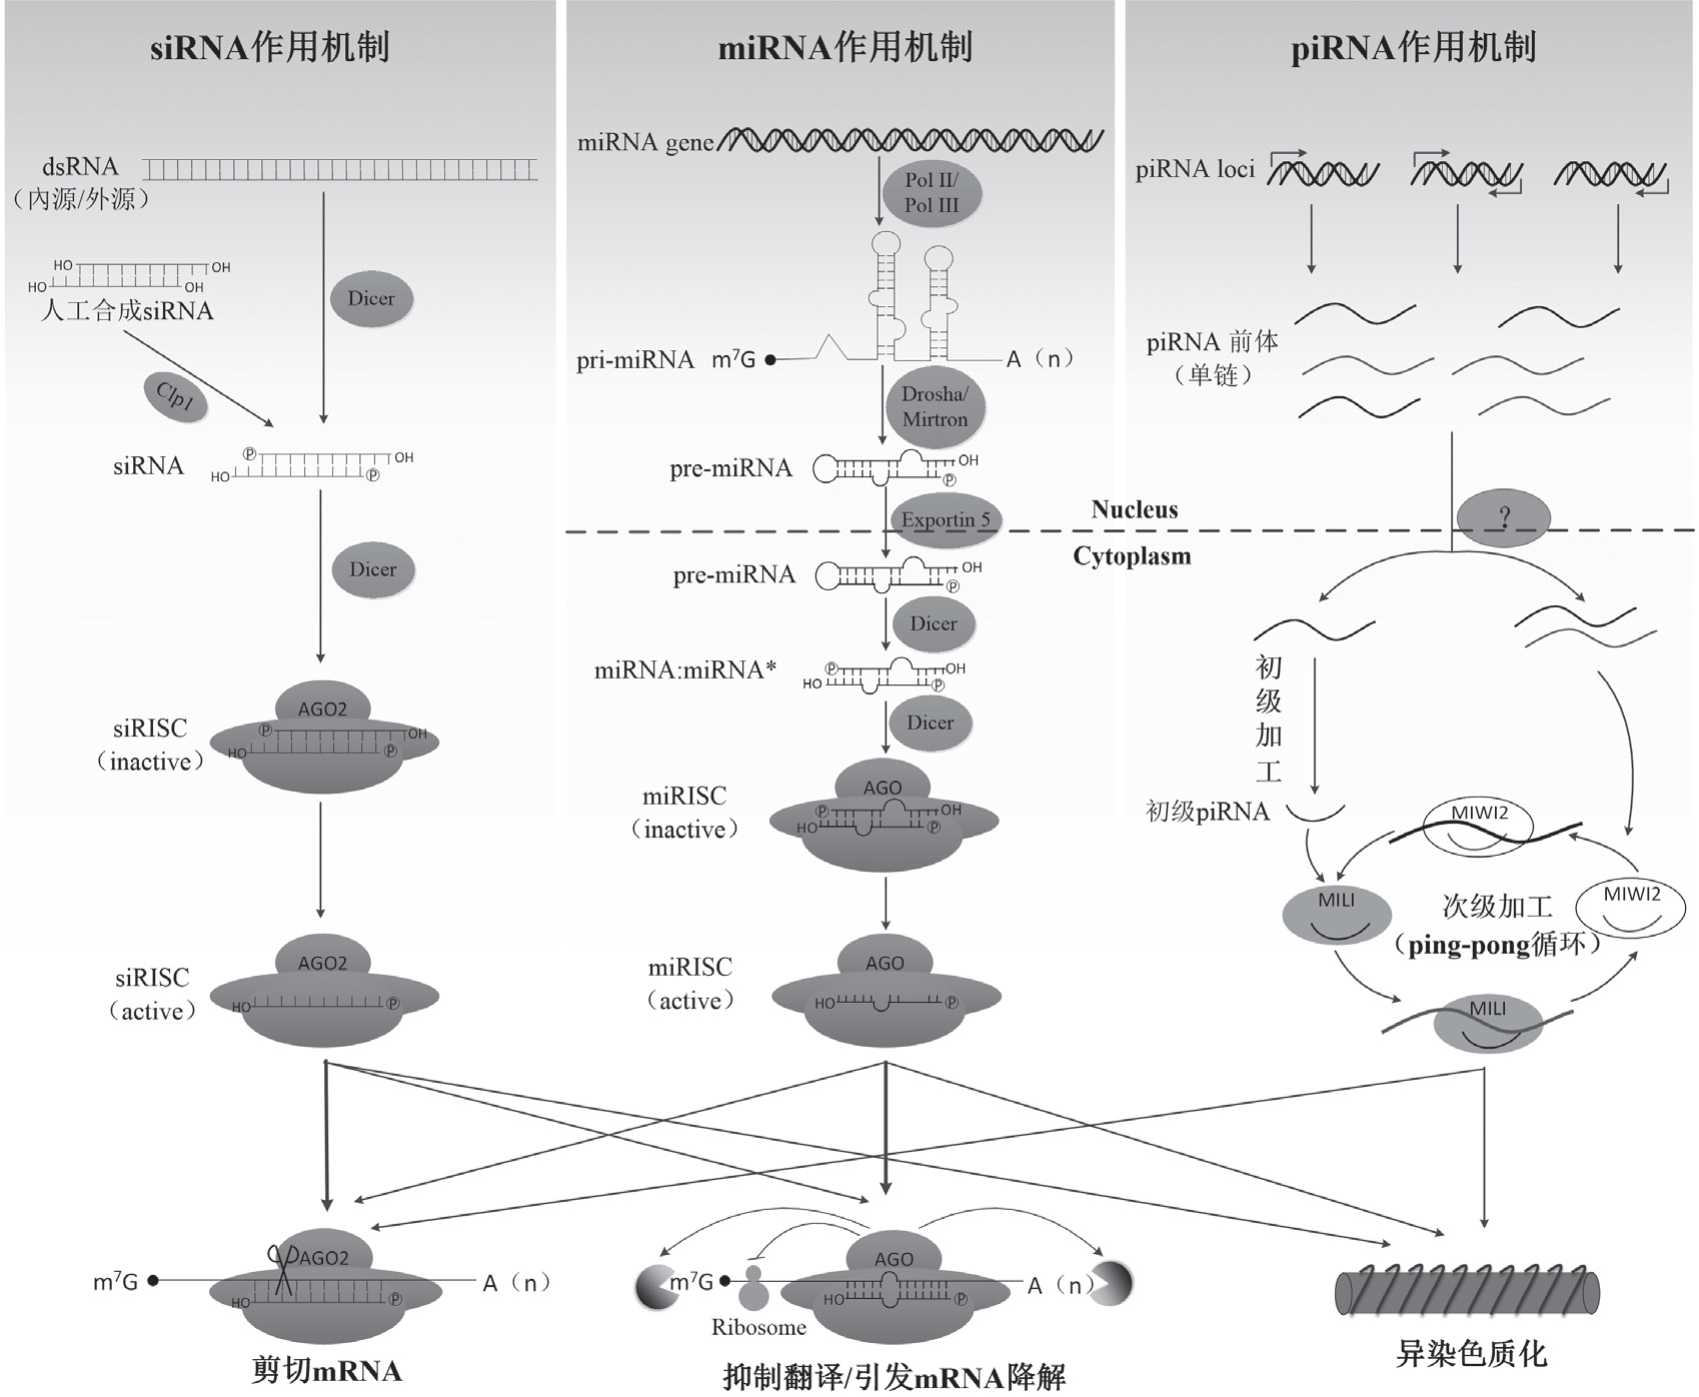 siRNA作用机制
dsRNA
（内源/外源）
HO
OH
HO
OH
人工合成siRNA
Dicer
Clp1
siRNA
P
OH
HO
P
Dicer
siRISC
（inactive）
AGO2
P
OH
HO
P
siRISC
（active）
AGO2
HO
P
m⁷G
AGO2
A（n）
HO
P
剪切mRNA
miRNA作用机制
miRNA gene
Pol II/
Pol III
pri-miRNA
m⁷G
A（n）
Drosha/
Mirtron
pre-miRNA
OH
P
Exportin 5
Nucleus
Cytoplasm
pre-miRNA
OH
P
Dicer
miRNA:miRNA*
P
OH
HO
P
Dicer
miRISC
（inactive）
AGO
P
OH
HO
P
miRISC
（active）
AGO
HO
P
m⁷G
AGO
A（n）
HO
P
Ribosome
抑制翻译/引发mRNA降解
piRNA作用机制
piRNA loci
piRNA 前体
（单链）
?
初级加工
初级piRNA
MIWI2
MILI
MIWI2
次级加工
（ping-pong循环）
MILI
异染色质化